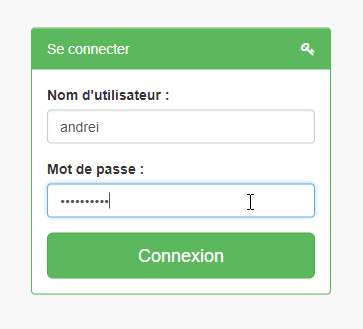 Se connecter
Nom d'utilisateur :
andrei
Mot de passe :
••••••••••
Connexion